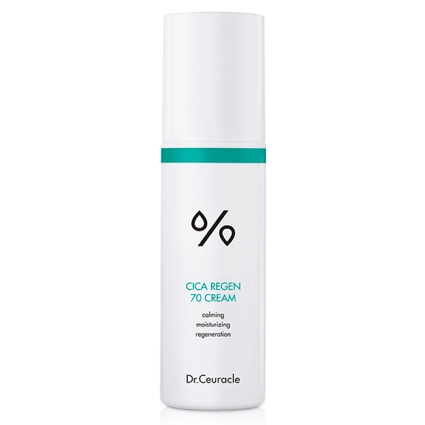 %
CICA REGEN
70 CREAM
calming
moisturizing
regeneration
Dr.Ceuracle